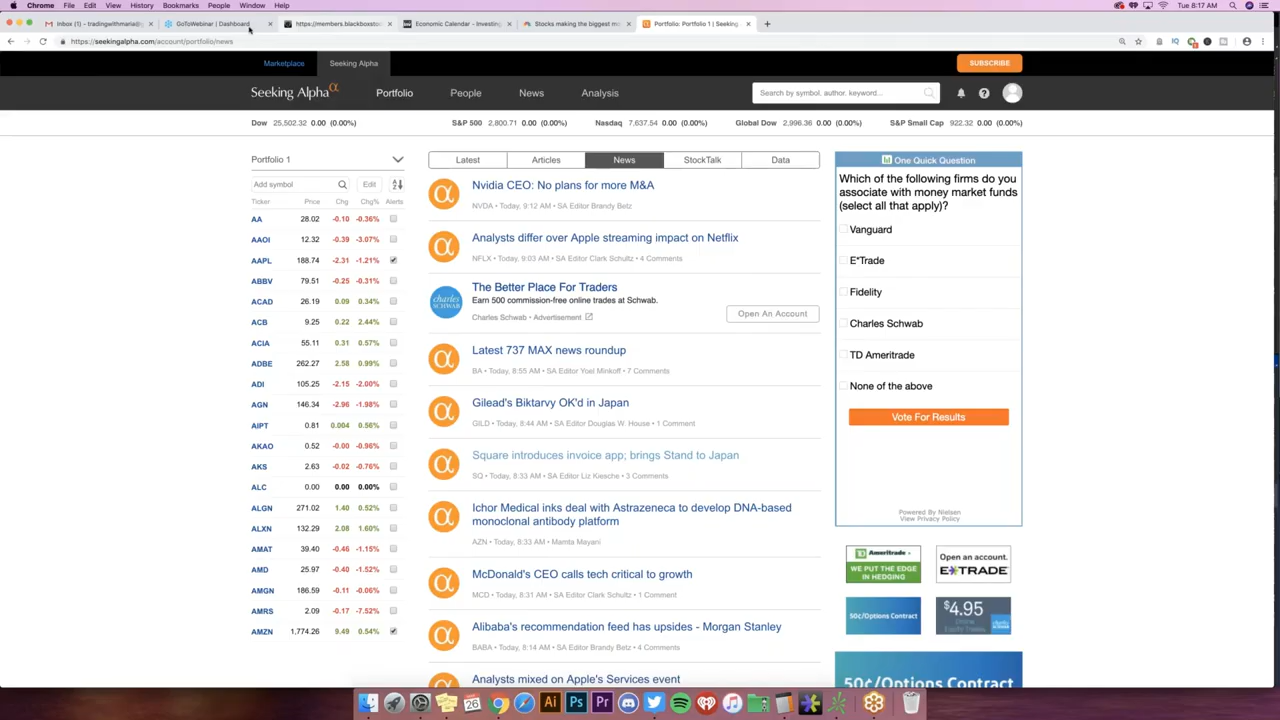 Chrome File Edit View History Bookmarks People Window Help Tue 8:17 AM
Inbox (1) - tradingwithmaria@g
GoToWebinar | Dashboard
https://members.blackboxstoc
Economic Calendar - Investing
Stocks making the biggest mo
Portfolio: Portfolio 1 | Seeking
https://seekingalpha.com/account/portfolio/news
Marketplace
Seeking Alpha
SUBSCRIBE
Seeking Alpha α
Portfolio
People
News
Analysis
Search by symbol, author, keyword...
Dow 25,502.32 0.00 (0.00%)
S&P 500 2,800.71 0.00 (0.00%)
Nasdaq 7,637.54 0.00 (0.00%)
Global Dow 2,996.36 0.00 (0.00%)
S&P Small Cap 922.32 0.00 (0.00%)
Portfolio 1
Add symbol
Edit
Ticker Price Chg Chg% Alerts
AA 28.02 -0.10 -0.36%
AAOI 12.32 -0.39 -3.07%
AAPL 188.74 -2.31 -1.21%
ABBV 79.51 -0.25 -0.31%
ACAD 26.19 0.09 0.34%
ACB 9.25 0.22 2.44%
ACIA 55.11 0.31 0.57%
ADBE 262.27 2.58 0.99%
ADI 105.25 -2.15 -2.00%
AGN 146.34 -2.96 -1.98%
AIPT 0.81 0.004 0.56%
AKAO 0.52 -0.00 -0.96%
AKS 2.63 -0.02 -0.76%
ALC 0.00 0.00 0.00%
ALGN 271.02 1.40 0.52%
ALXN 132.29 2.08 1.60%
AMAT 39.40 -0.46 -1.15%
AMD 25.97 -0.40 -1.52%
AMGN 186.59 -0.11 -0.06%
AMRS 2.09 -0.17 -7.52%
AMZN 1,774.26 9.49 0.54%
Latest
Articles
News
StockTalk
Data
Nvidia CEO: No plans for more M&A
NVDA • Today, 9:12 AM • SA Editor Brandy Betz
Analysts differ over Apple streaming impact on Netflix
NFLX • Today, 9:03 AM • SA Editor Clark Schultz • 4 Comments
charles SCHWAB
The Better Place For Traders
Earn 500 commission-free online trades at Schwab.
Charles Schwab • Advertisement
Open An Account
Latest 737 MAX news roundup
BA • Today, 8:55 AM • SA Editor Yoel Minkoff • 7 Comments
Gilead's Biktarvy OK'd in Japan
GILD • Today, 8:44 AM • SA Editor Douglas W. House • 1 Comment
Square introduces invoice app; brings Stand to Japan
SQ • Today, 8:33 AM • SA Editor Liz Kiesche • 3 Comments
Ichor Medical inks deal with Astrazeneca to develop DNA-based
monoclonal antibody platform
AZN • Today, 8:33 AM • Mamta Mayani
McDonald's CEO calls tech critical to growth
MCD • Today, 8:31 AM • SA Editor Clark Schultz • 1 Comment
Alibaba's recommendation feed has upsides - Morgan Stanley
BABA • Today, 8:14 AM • SA Editor Brandy Betz • 4 Comments
Analysts mixed on Apple's Services event
One Quick Question
Which of the following firms do you
associate with money market funds
(select all that apply)?
Vanguard
E*Trade
Fidelity
Charles Schwab
TD Ameritrade
None of the above
Vote For Results
Powered By Nielsen
View Privacy Policy
TD Ameritrade
WE PUT THE EDGE
IN HEDGING
Open an account.
E*TRADE
50¢/Options Contract
$4.95
Online
Equity Trades
charles SCHWAB
50¢/Options Contract
26
Ai
Ps
Pr